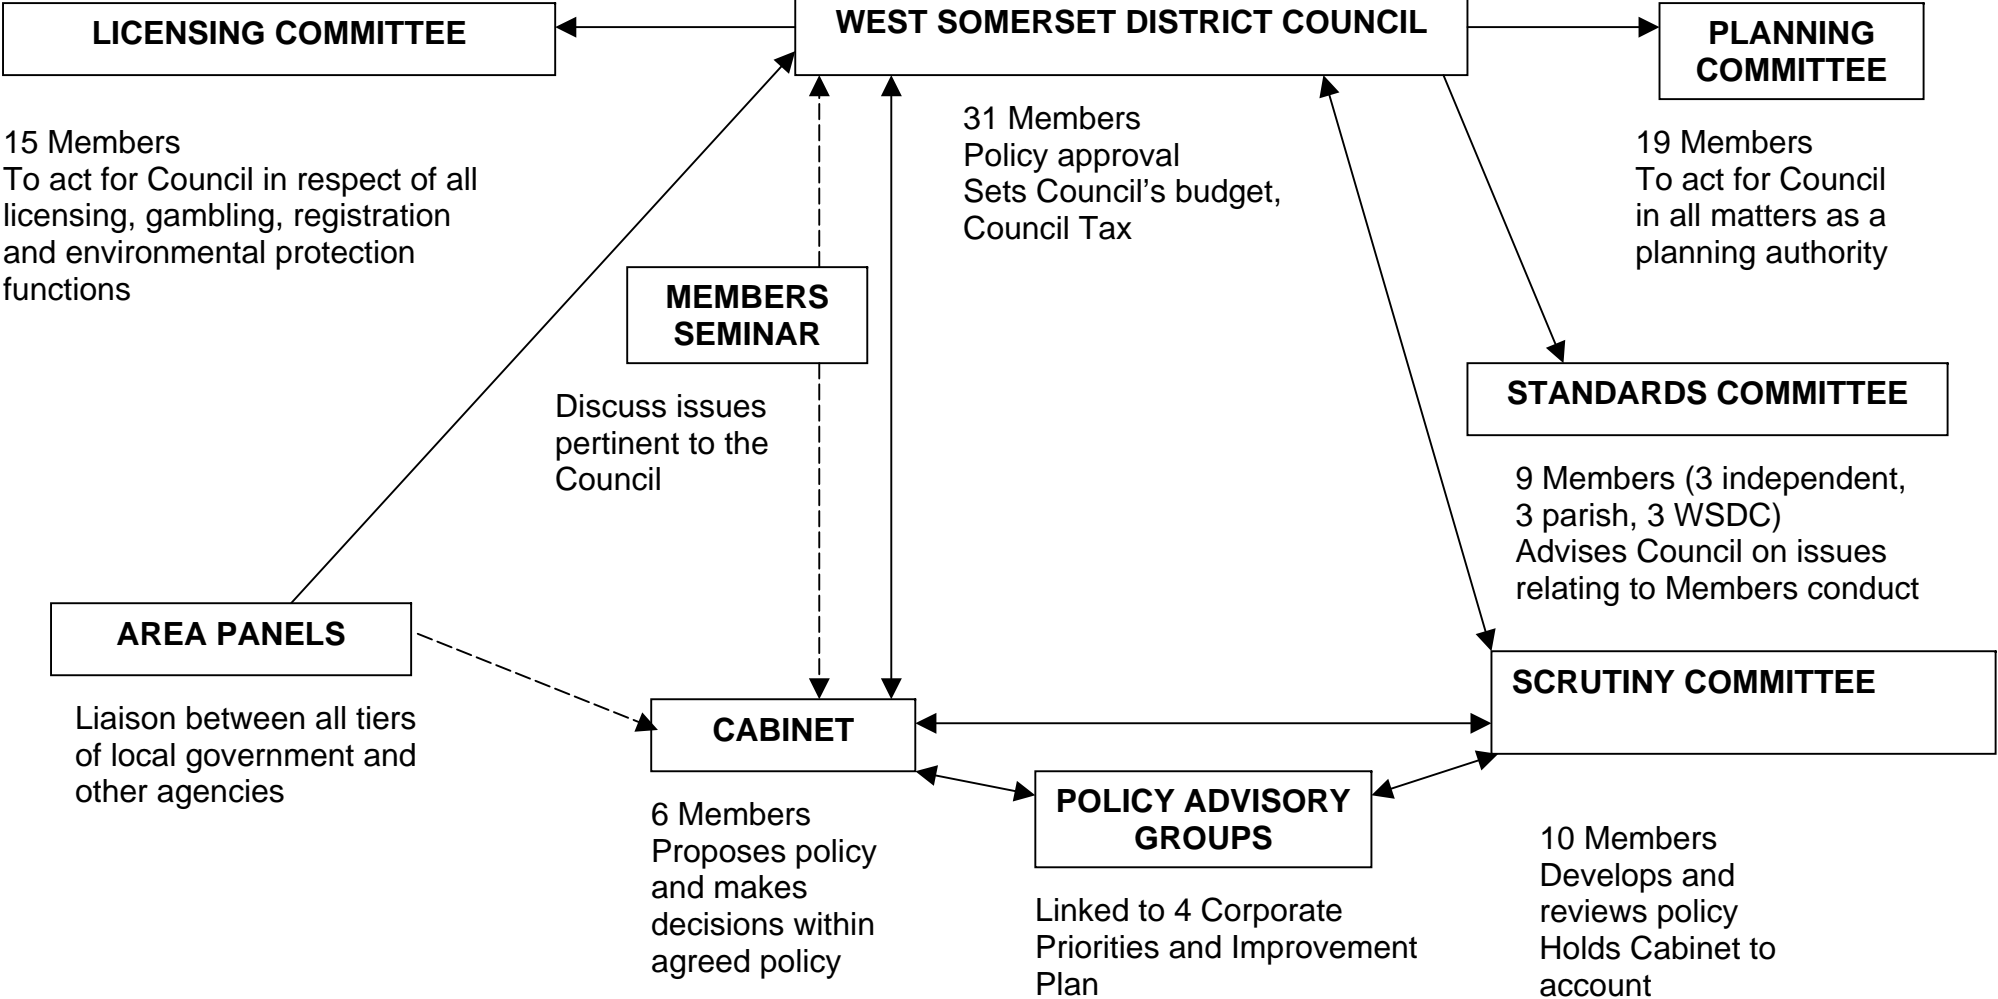 LICENSING COMMITTEE
15 Members
To act for Council in respect of all
licensing, gambling, registration
and environmental protection
functions
WEST SOMERSET DISTRICT COUNCIL
31 Members
Policy approval
Sets Council’s budget,
Council Tax
PLANNING
COMMITTEE
19 Members
To act for Council
in all matters as a
planning authority
MEMBERS
SEMINAR
Discuss issues
pertinent to the
Council
STANDARDS COMMITTEE
9 Members (3 independent,
3 parish, 3 WSDC)
Advises Council on issues
relating to Members conduct
AREA PANELS
Liaison between all tiers
of local government and
other agencies
CABINET
6 Members
Proposes policy
and makes
decisions within
agreed policy
POLICY ADVISORY
GROUPS
Linked to 4 Corporate
Priorities and Improvement
Plan
SCRUTINY COMMITTEE
10 Members
Develops and
reviews policy
Holds Cabinet to
account